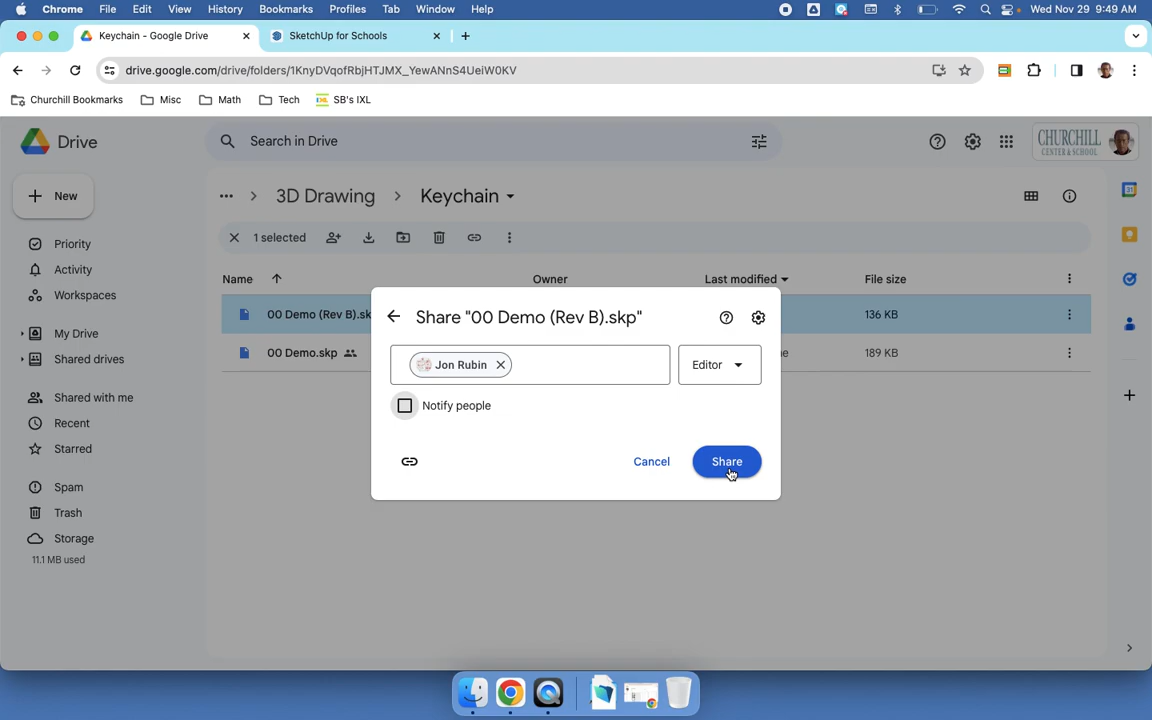 Chrome File Edit View History Bookmarks Profiles Tab Window Help Wed Nov 29 9:49 AM
Keychain - Google Drive SketchUp for Schools
drive.google.com/drive/folders/1KnyDVqofRbjHTJMX_YewANnS4UeiW0KV
Churchill Bookmarks Misc Math Tech SB's IXL
Drive Search in Drive CHURCHILL
CENTER & SCHOOL
New ... 3D Drawing Keychain
1 selected
Priority
Activity Name Owner Last modified File size
Workspaces
00 Demo (Rev B).sk 136 KB
My Drive Share "00 Demo (Rev B).skp"
Shared drives 00 Demo.skp 189 KB
Jon Rubin Editor
Shared with me
Notify people
Recent
Starred
Cancel Share
Spam
Trash
Storage
11.1 MB used
31